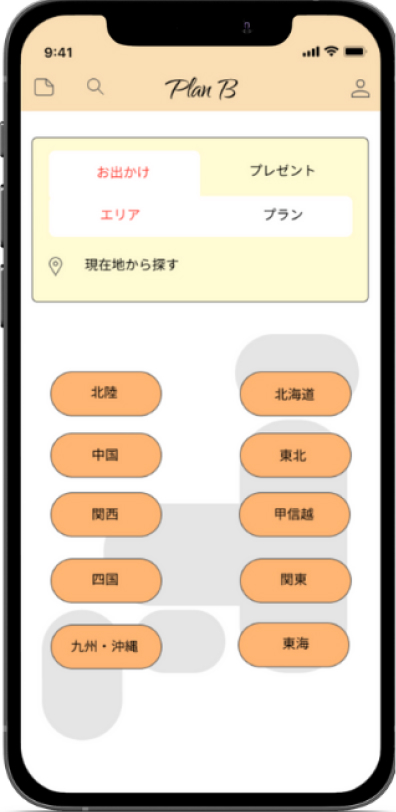 9:41
Plan B
お出かけ プレゼント
エリア プラン
現在地から探す
北陸 北海道
中国 東北
関西 甲信越
四国 関東
九州・沖縄 東海